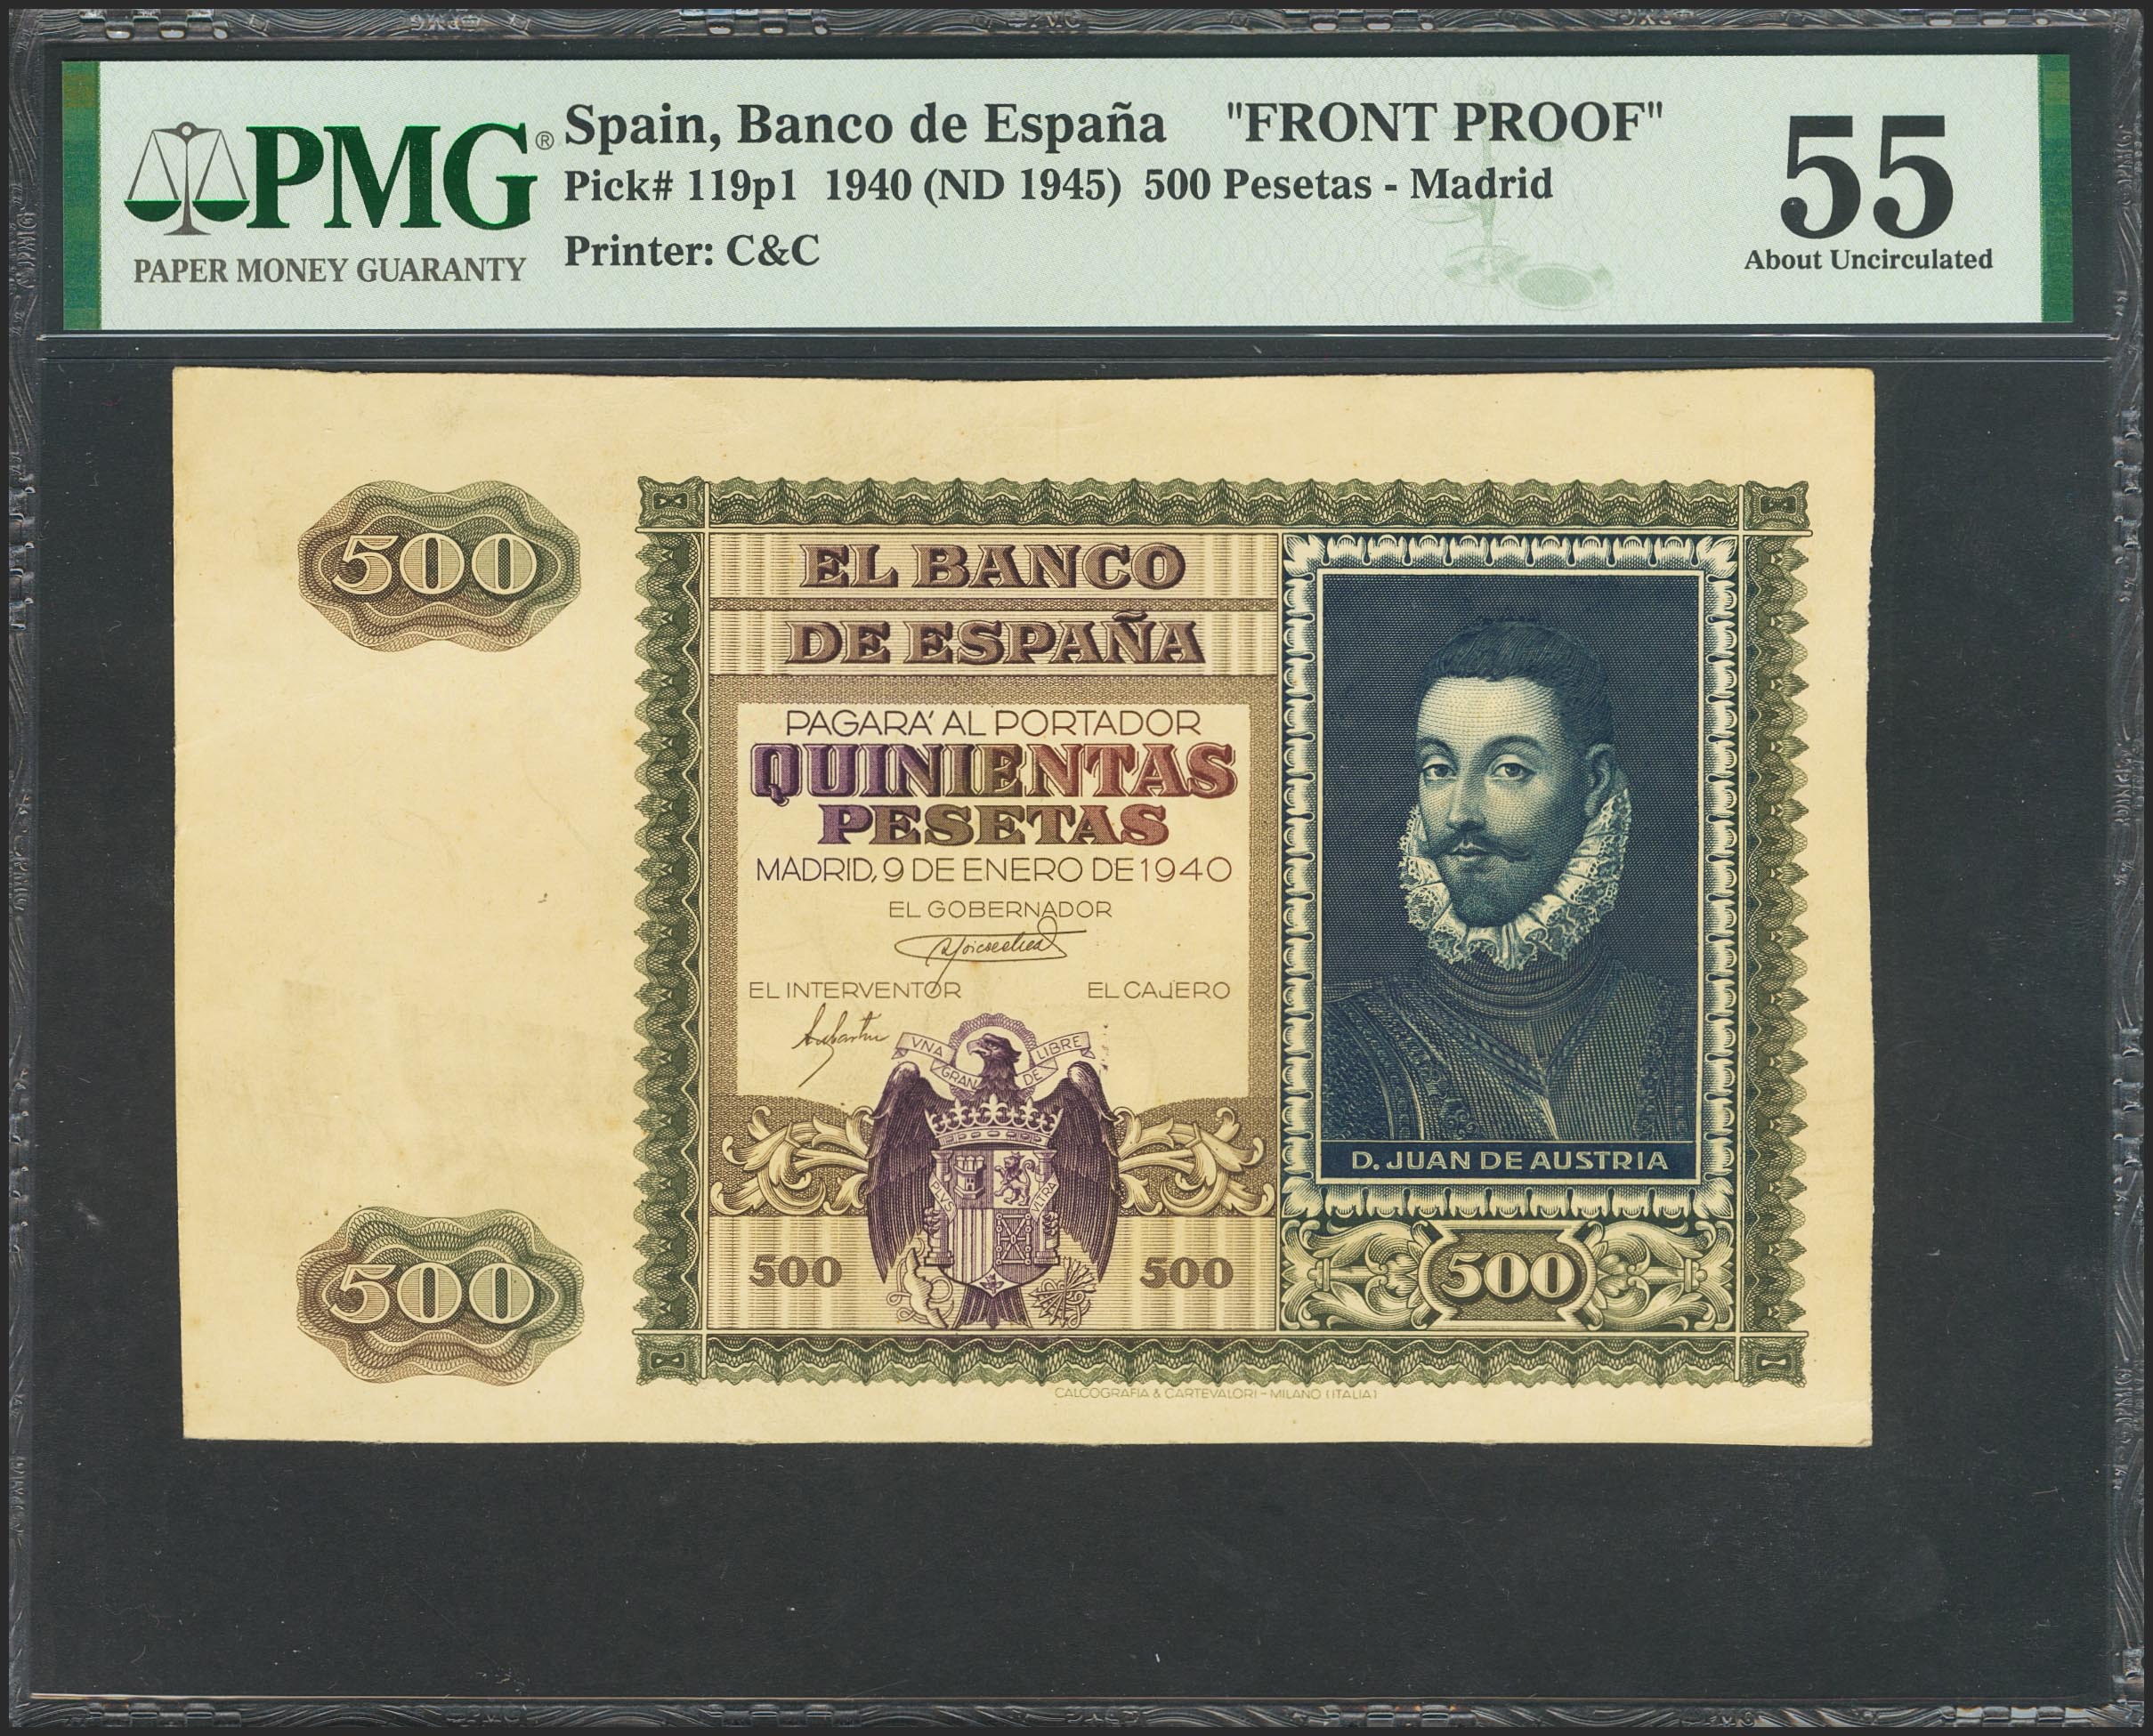 PMG®
PAPER MONEY GUARANTY
Spain, Banco de España "FRONT PROOF"
Pick# 119p1 1940 (ND 1945) 500 Pesetas - Madrid
Printer: C&C
55
About Uncirculated
500
500
EL BANCO
DE ESPAÑA
PAGARA' AL PORTADOR
QUINIENTAS
PESETAS
MADRID, 9 DE ENERO DE 1940
EL GOBERNADOR
EL INTERVENTOR
EL CAJERO
VNA GRANDE LIBRE
PLVS VLTRA
500
500
D. JUAN DE AUSTRIA
500
CALCOGRAFIA & CARTEVALORI - MILANO (ITALIA)